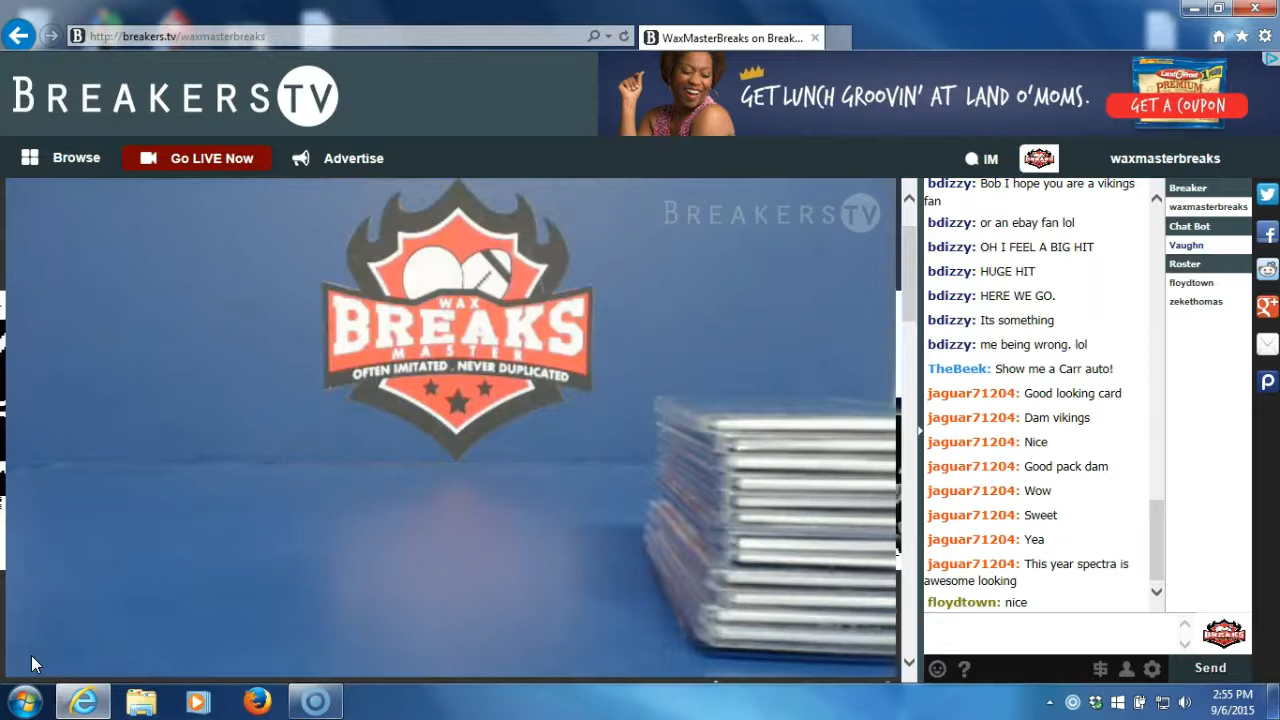 B http://breakers.tv/waxmasterbreaks
B WaxMasterBreaks on Break...
BREAKERS TV
GET LUNCH GROOVIN' AT LAND O'MOMS.
Land O Frost
PREMIUM
GET A COUPON
Browse
Go LIVE Now
Advertise
IM
waxmasterbreaks
BREAKERS TV
WAX
BREAKS
MASTER
OFTEN IMITATED . NEVER DUPLICATED
bdizzy: Bob I hope you are a vikings
fan
bdizzy: or an ebay fan lol
bdizzy: OH I FEEL A BIG HIT
bdizzy: HUGE HIT
bdizzy: HERE WE GO.
bdizzy: Its something
bdizzy: me being wrong. lol
TheBeek: Show me a Carr auto!
jaguar71204: Good looking card
jaguar71204: Dam vikings
jaguar71204: Nice
jaguar71204: Good pack dam
jaguar71204: Wow
jaguar71204: Sweet
jaguar71204: Yea
jaguar71204: This year spectra is
awesome looking
floydtown: nice
Breaker
waxmasterbreaks
Chat Bot
Vaughn
Roster
floydtown
zekethomas
BREAKS
Send
2:55 PM
9/6/2015